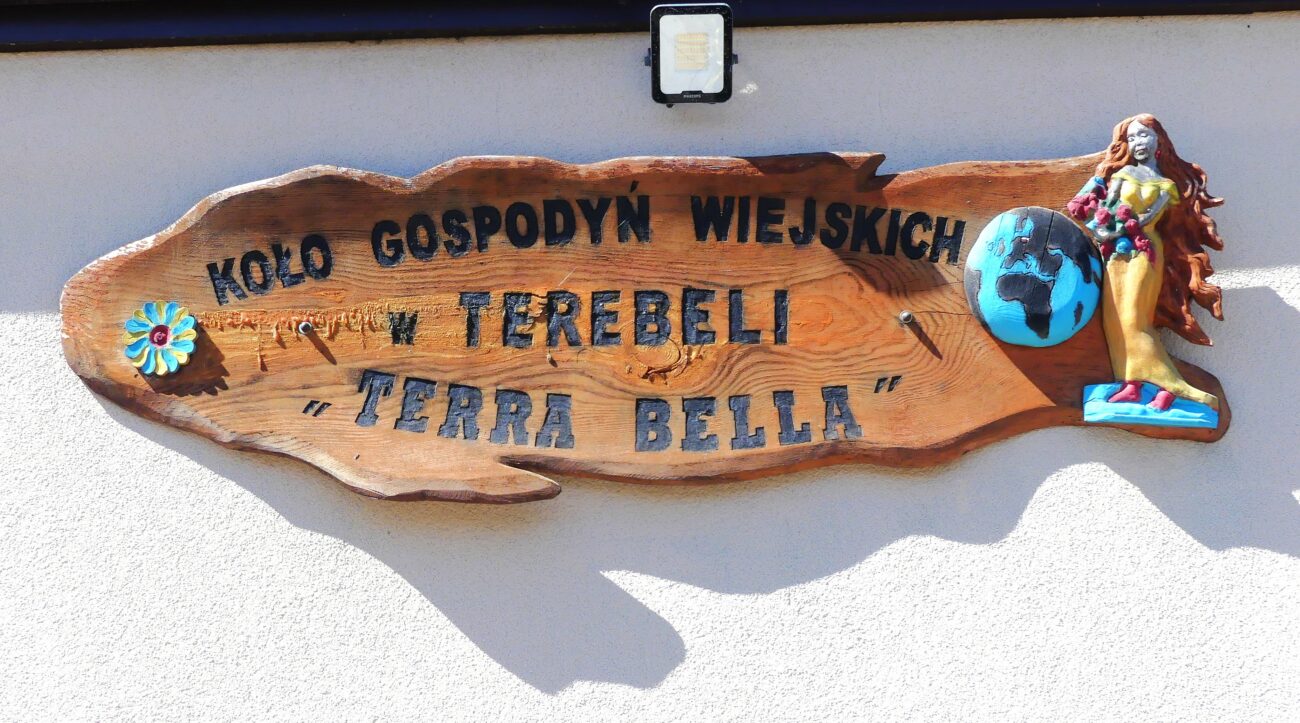 KOŁO GOSPODYŃ WIEJSKICH
w TEREBELI
"TERRA BELLA"